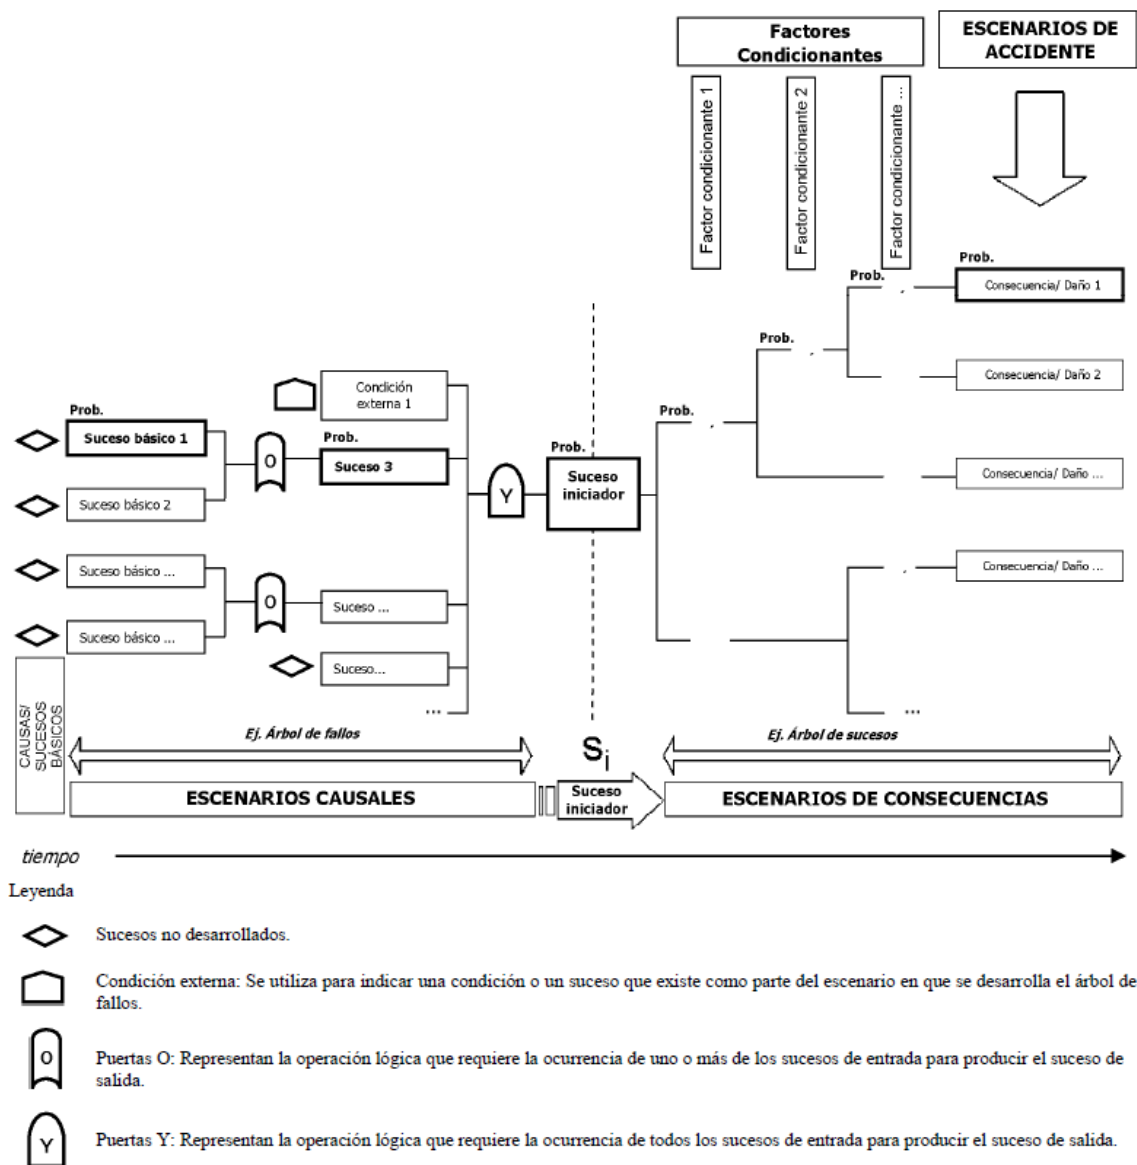 Factores
Condicionantes
ESCENARIOS DE
ACCIDENTE
Factor condicionante 1
Factor condicionante 2
Factor condicionante ...
Prob.
Consecuencia/ Daño 1
Prob.
Prob.
Consecuencia/ Daño 2
Prob.
Consecuencia/ Daño ...
Consecuencia/ Daño ...
...
Condición
externa 1
Prob.
Suceso básico 1
Suceso básico 2
O
Prob.
Suceso 3
Y
Prob.
Suceso
iniciador
Suceso básico ...
Suceso básico ...
O
Suceso ...
Suceso...
...
CAUSAS/
SUCESOS
BÁSICOS
Ej. Árbol de fallos
Si
Ej. Árbol de sucesos
ESCENARIOS CAUSALES
Suceso
iniciador
ESCENARIOS DE CONSECUENCIAS
tiempo
Leyenda
Sucesos no desarrollados.
Condición externa: Se utiliza para indicar una condición o un suceso que existe como parte del escenario en que se desarrolla el árbol de
fallos.
O
Puertas O: Representan la operación lógica que requiere la ocurrencia de uno o más de los sucesos de entrada para producir el suceso de
salida.
Y
Puertas Y: Representan la operación lógica que requiere la ocurrencia de todos los sucesos de entrada para producir el suceso de salida.